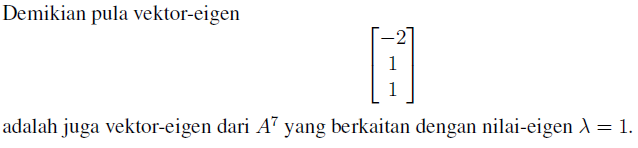 Demikian pula vektor-eigen
[−2
1
1]
adalah juga vektor-eigen dari A⁷ yang berkaitan dengan nilai-eigen λ = 1.